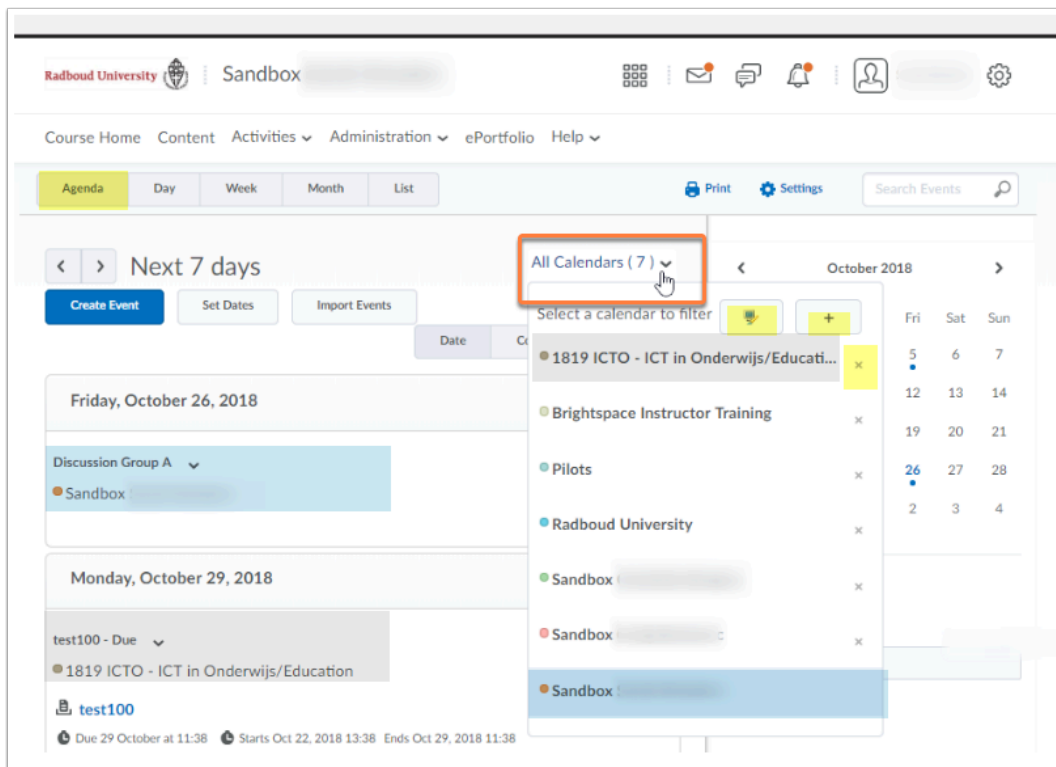 Radboud University
Sandbox
Course Home Content Activities Administration ePortfolio Help
Agenda Day Week Month List
Print Settings Search Events
Next 7 days
All Calendars ( 7 )
October 2018
Create Event Set Dates Import Events
Select a calendar to filter
+
Fri Sat Sun
Date
1819 ICTO - ICT in Onderwijs/Educati... ×
5 6 7
Friday, October 26, 2018
12 13 14
Brightspace Instructor Training ×
19 20 21
Discussion Group A
Pilots ×
26 27 28
Sandbox
2 3 4
Radboud University ×
Monday, October 29, 2018
Sandbox ×
test100 - Due
Sandbox ×
1819 ICTO - ICT in Onderwijs/Education
Sandbox
test100
Due 29 October at 11:38 Starts Oct 22, 2018 13:38 Ends Oct 29, 2018 11:38